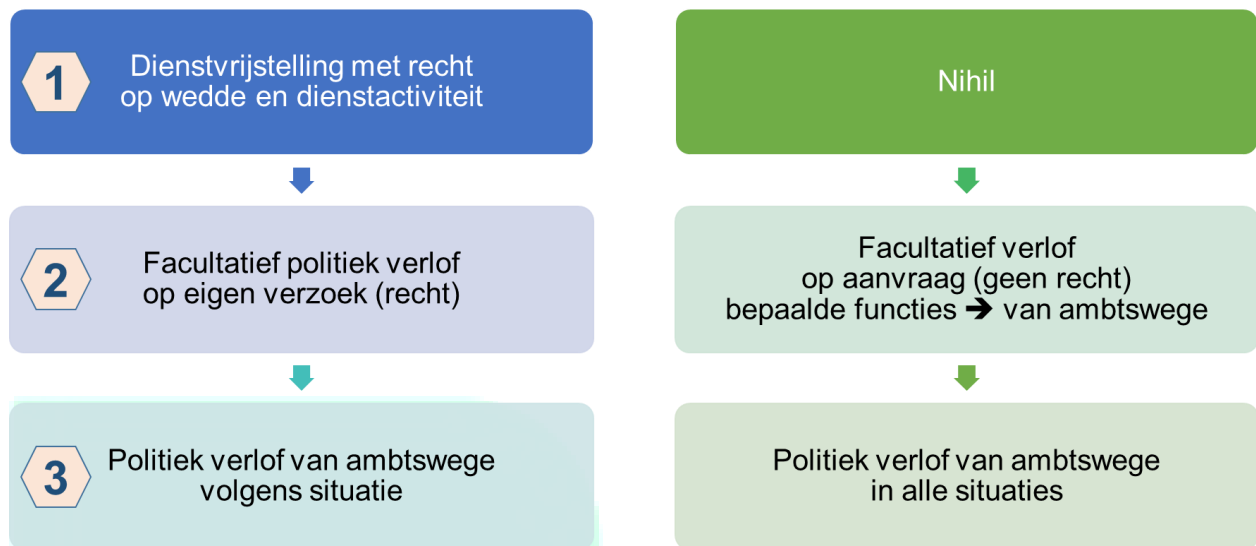 1
Dienstvrijstelling met recht
op wedde en dienstactiviteit
Nihil
2
Facultatief politiek verlof
op eigen verzoek (recht)
Facultatief verlof
op aanvraag (geen recht)
bepaalde functies ➔ van ambtswege
3
Politiek verlof van ambtswege
volgens situatie
Politiek verlof van ambtswege
in alle situaties